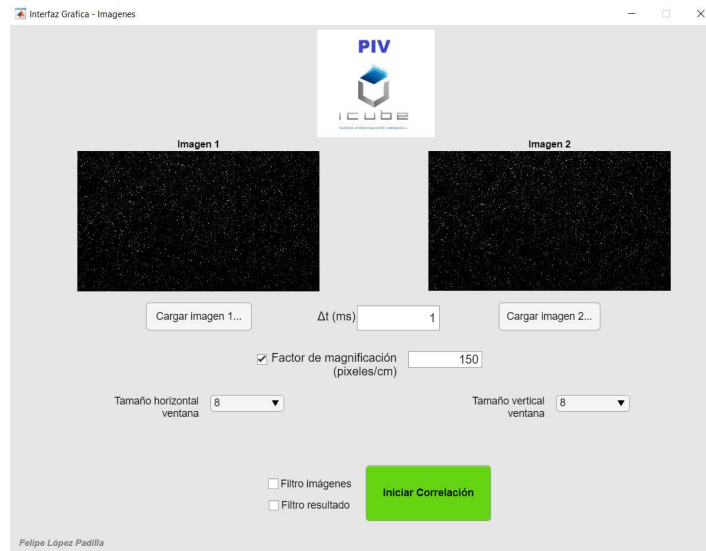 Interfaz Grafica - Imagenes
PIV
icube
Imagen 1
Imagen 2
Cargar imagen 1...
Δt (ms)
1
Cargar imagen 2...
Factor de magnificación
(pixeles/cm)
150
Tamaño horizontal
ventana
8
Tamaño vertical
ventana
8
Filtro imágenes
Filtro resultado
Iniciar Correlación
Felipe López Padilla